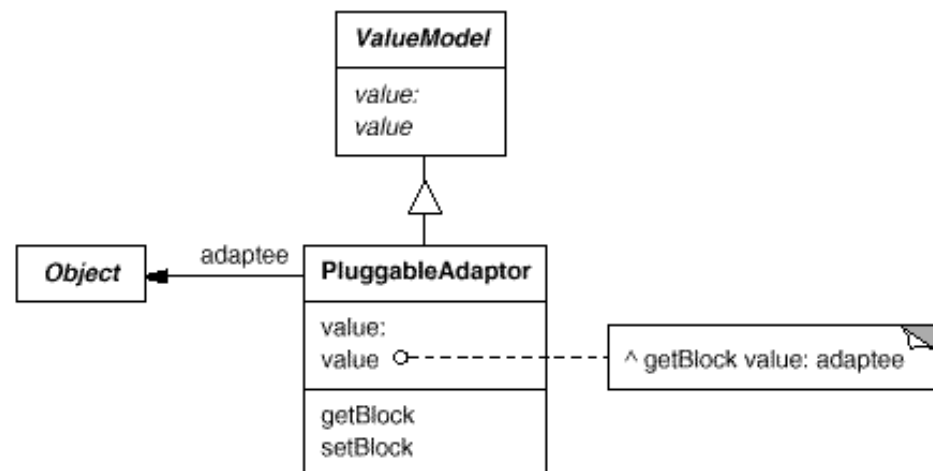 ValueModel
value:
value
adaptee
Object
PluggableAdaptor
value:
value
^ getBlock value: adaptee
getBlock
setBlock